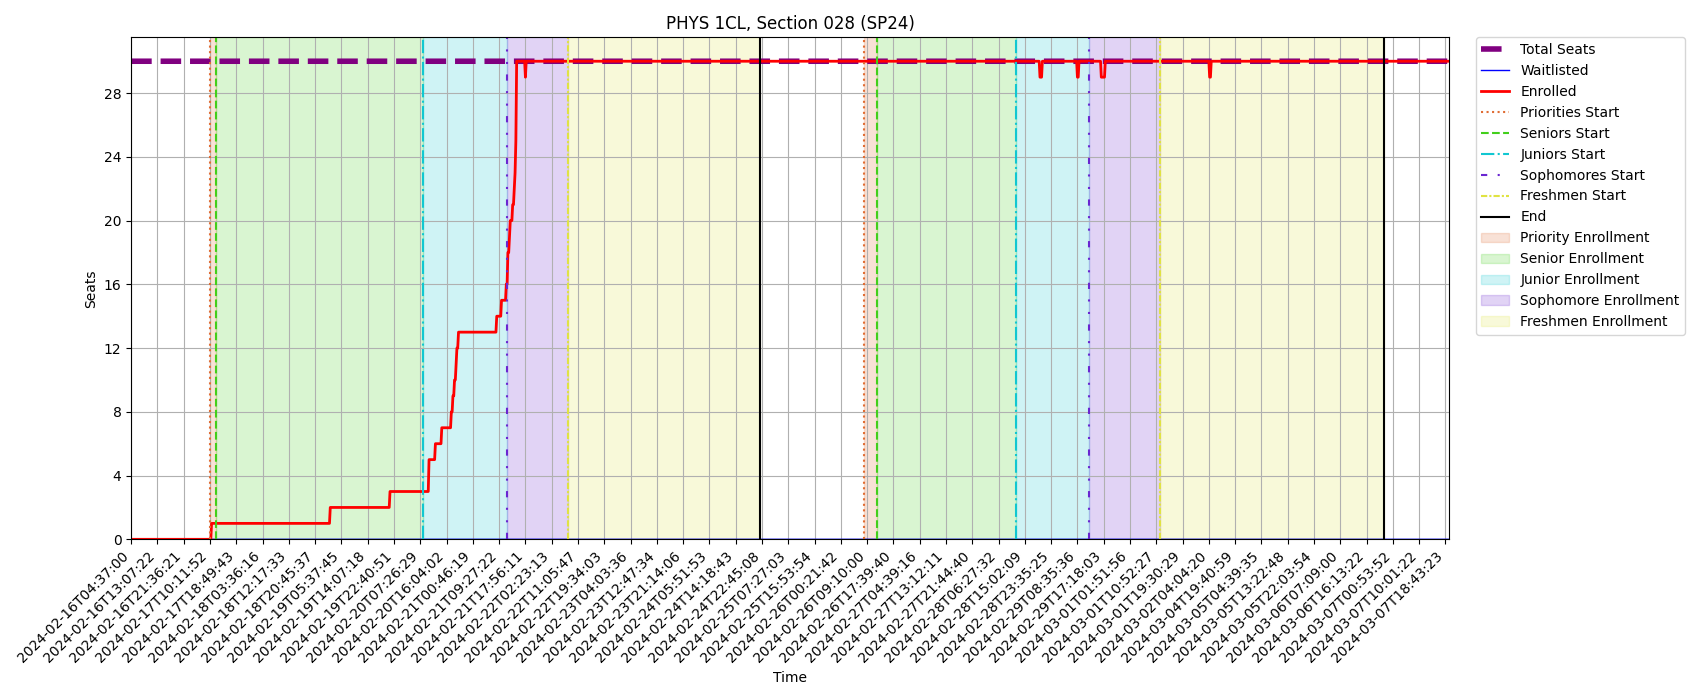 PHYS 1CL, Section 028 (SP24)
Seats
28
24
20
16
12
8
4
0
2024-02-16T04:37:00
2024-02-16T13:07:22
2024-02-16T21:36:21
2024-02-17T10:11:52
2024-02-17T18:49:43
2024-02-18T03:36:16
2024-02-18T12:17:33
2024-02-18T20:45:37
2024-02-19T05:37:45
2024-02-19T14:07:18
2024-02-19T22:40:51
2024-02-20T07:26:29
2024-02-20T16:04:02
2024-02-21T00:46:19
2024-02-21T09:27:22
2024-02-21T17:56:11
2024-02-22T02:23:13
2024-02-22T11:05:47
2024-02-22T19:34:03
2024-02-23T04:03:36
2024-02-23T12:47:34
2024-02-23T21:14:06
2024-02-24T05:51:53
2024-02-24T14:18:43
2024-02-24T22:45:08
2024-02-25T07:27:03
2024-02-25T15:53:54
2024-02-26T00:21:42
2024-02-26T09:10:00
2024-02-26T17:39:40
2024-02-27T04:39:16
2024-02-27T13:12:11
2024-02-27T21:44:40
2024-02-28T06:27:32
2024-02-28T15:02:09
2024-02-28T23:35:25
2024-02-29T08:35:36
2024-02-29T17:18:03
2024-03-01T01:51:56
2024-03-01T10:52:27
2024-03-01T19:30:29
2024-03-02T04:04:20
2024-03-04T19:40:59
2024-03-05T04:39:35
2024-03-05T13:22:48
2024-03-05T22:03:54
2024-03-06T07:09:00
2024-03-06T16:13:22
2024-03-07T00:53:52
2024-03-07T10:01:22
2024-03-07T18:43:23
Time
Total Seats
Waitlisted
Enrolled
Priorities Start
Seniors Start
Juniors Start
Sophomores Start
Freshmen Start
End
Priority Enrollment
Senior Enrollment
Junior Enrollment
Sophomore Enrollment
Freshmen Enrollment